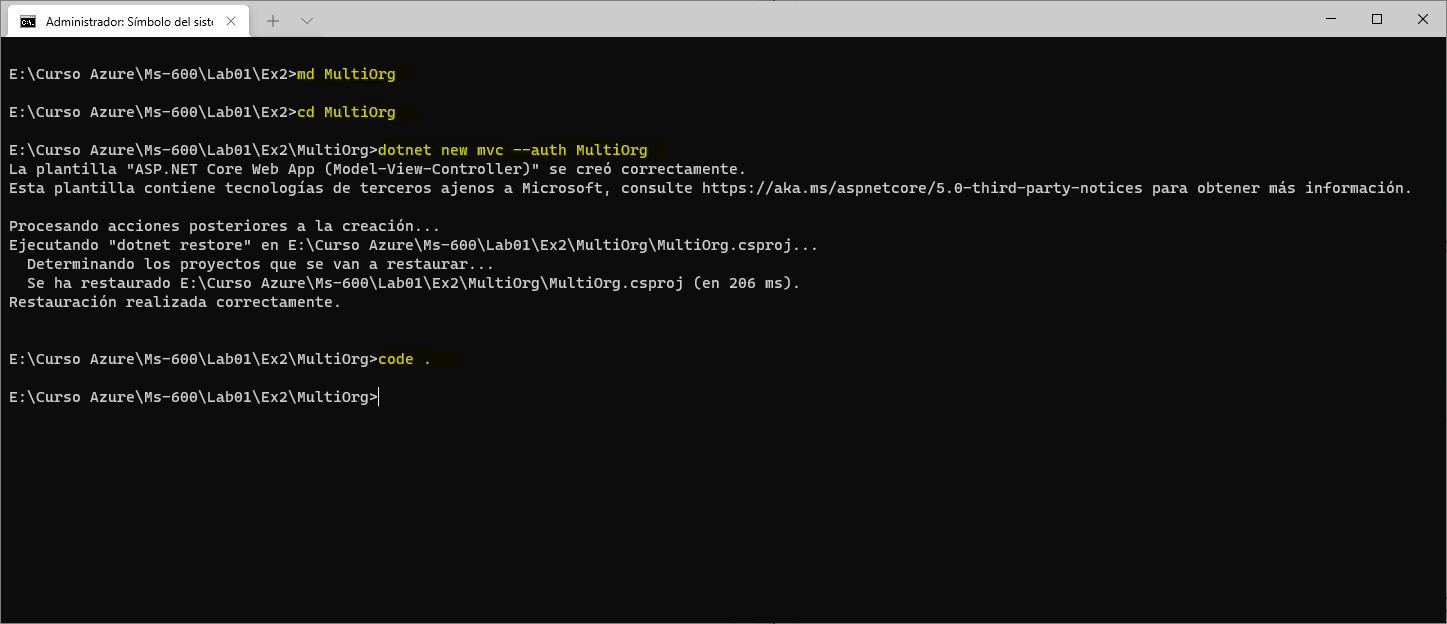 Administrador: Símbolo del siste
E:\Curso Azure\Ms-600\Lab01\Ex2>md MultiOrg
E:\Curso Azure\Ms-600\Lab01\Ex2>cd MultiOrg
E:\Curso Azure\Ms-600\Lab01\Ex2\MultiOrg>dotnet new mvc --auth MultiOrg
La plantilla "ASP.NET Core Web App (Model-View-Controller)" se creó correctamente.
Esta plantilla contiene tecnologías de terceros ajenos a Microsoft, consulte https://aka.ms/aspnetcore/5.0-third-party-notices para obtener más información.
Procesando acciones posteriores a la creación...
Ejecutando "dotnet restore" en E:\Curso Azure\Ms-600\Lab01\Ex2\MultiOrg\MultiOrg.csproj...
Determinando los proyectos que se van a restaurar...
Se ha restaurado E:\Curso Azure\Ms-600\Lab01\Ex2\MultiOrg\MultiOrg.csproj (en 206 ms).
Restauración realizada correctamente.
E:\Curso Azure\Ms-600\Lab01\Ex2\MultiOrg>code .
E:\Curso Azure\Ms-600\Lab01\Ex2\MultiOrg>